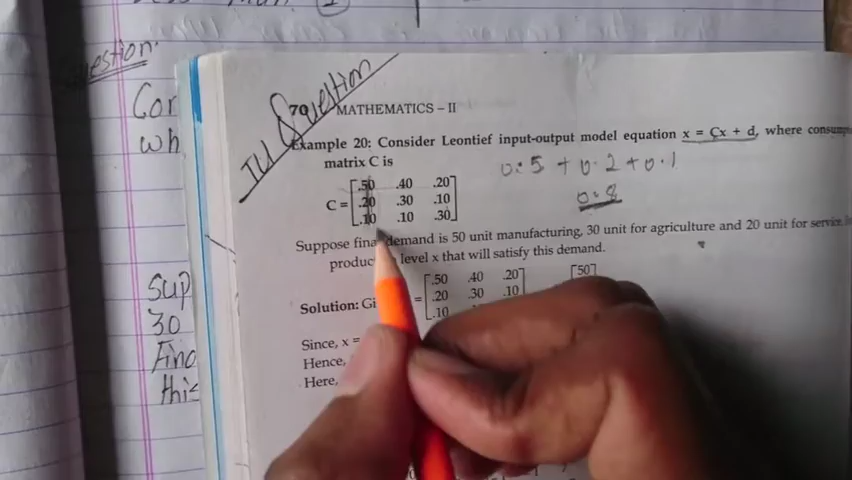 Question.
Cor
wh
Sup
30
Find
this
IV Question
70 MATHEMATICS – II
Example 20: Consider Leontief input-output model equation x = Cx + d, where consump
matrix C is
C = [.50 .40 .20
.20 .30 .10
.10 .10 .30]
0.5 + 0.2 + 0.1
0.8
Suppose final demand is 50 unit manufacturing, 30 unit for agriculture and 20 unit for service.
level x that will satisfy this demand.
Solution: Gi = [.50 .40 .20 [50]
.20 .30 .10
.10
Since, x =
Hence,
Here,